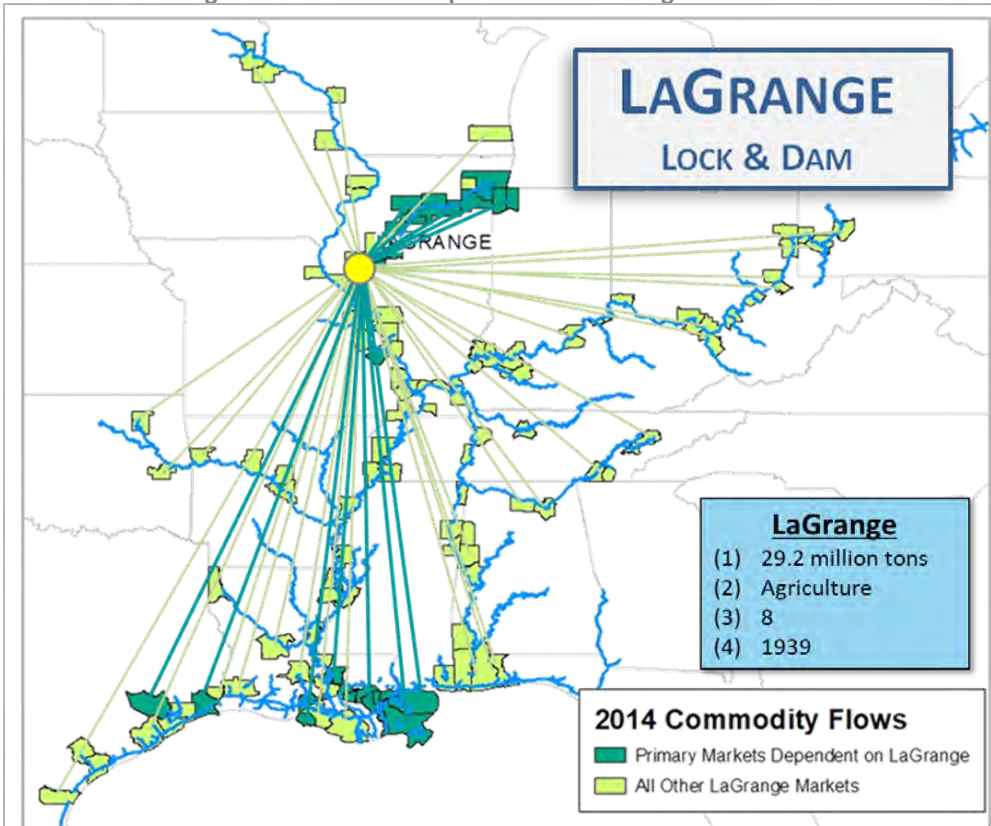 LAGRANGE
LOCK & DAM
GRANGE
LaGrange
(1) 29.2 million tons
(2) Agriculture
(3) 8
(4) 1939
2014 Commodity Flows
Primary Markets Dependent on LaGrange
All Other LaGrange Markets